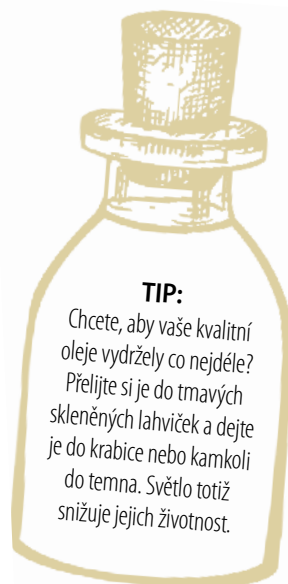 TIP:
Chcete, aby vaše kvalitní
oleje vydržely co nejdéle?
Přelijte si je do tmavých
skleněných lahviček a dejte
je do krabice nebo kamkoli
do temna. Světlo totiž
snižuje jejich životnost.